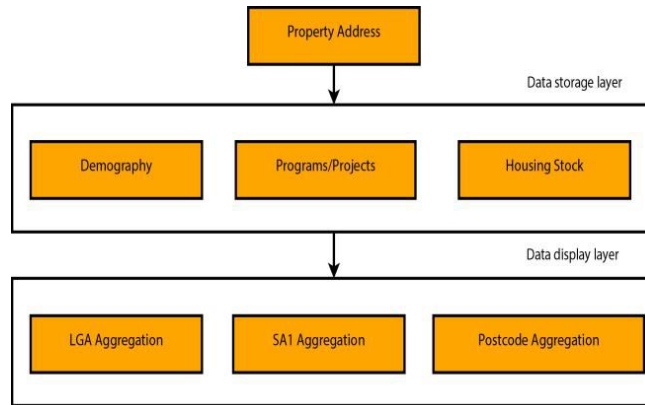 Property Address
Data storage layer
Demography
Programs/Projects
Housing Stock
Data display layer
LGA Aggregation
SA1 Aggregation
Postcode Aggregation